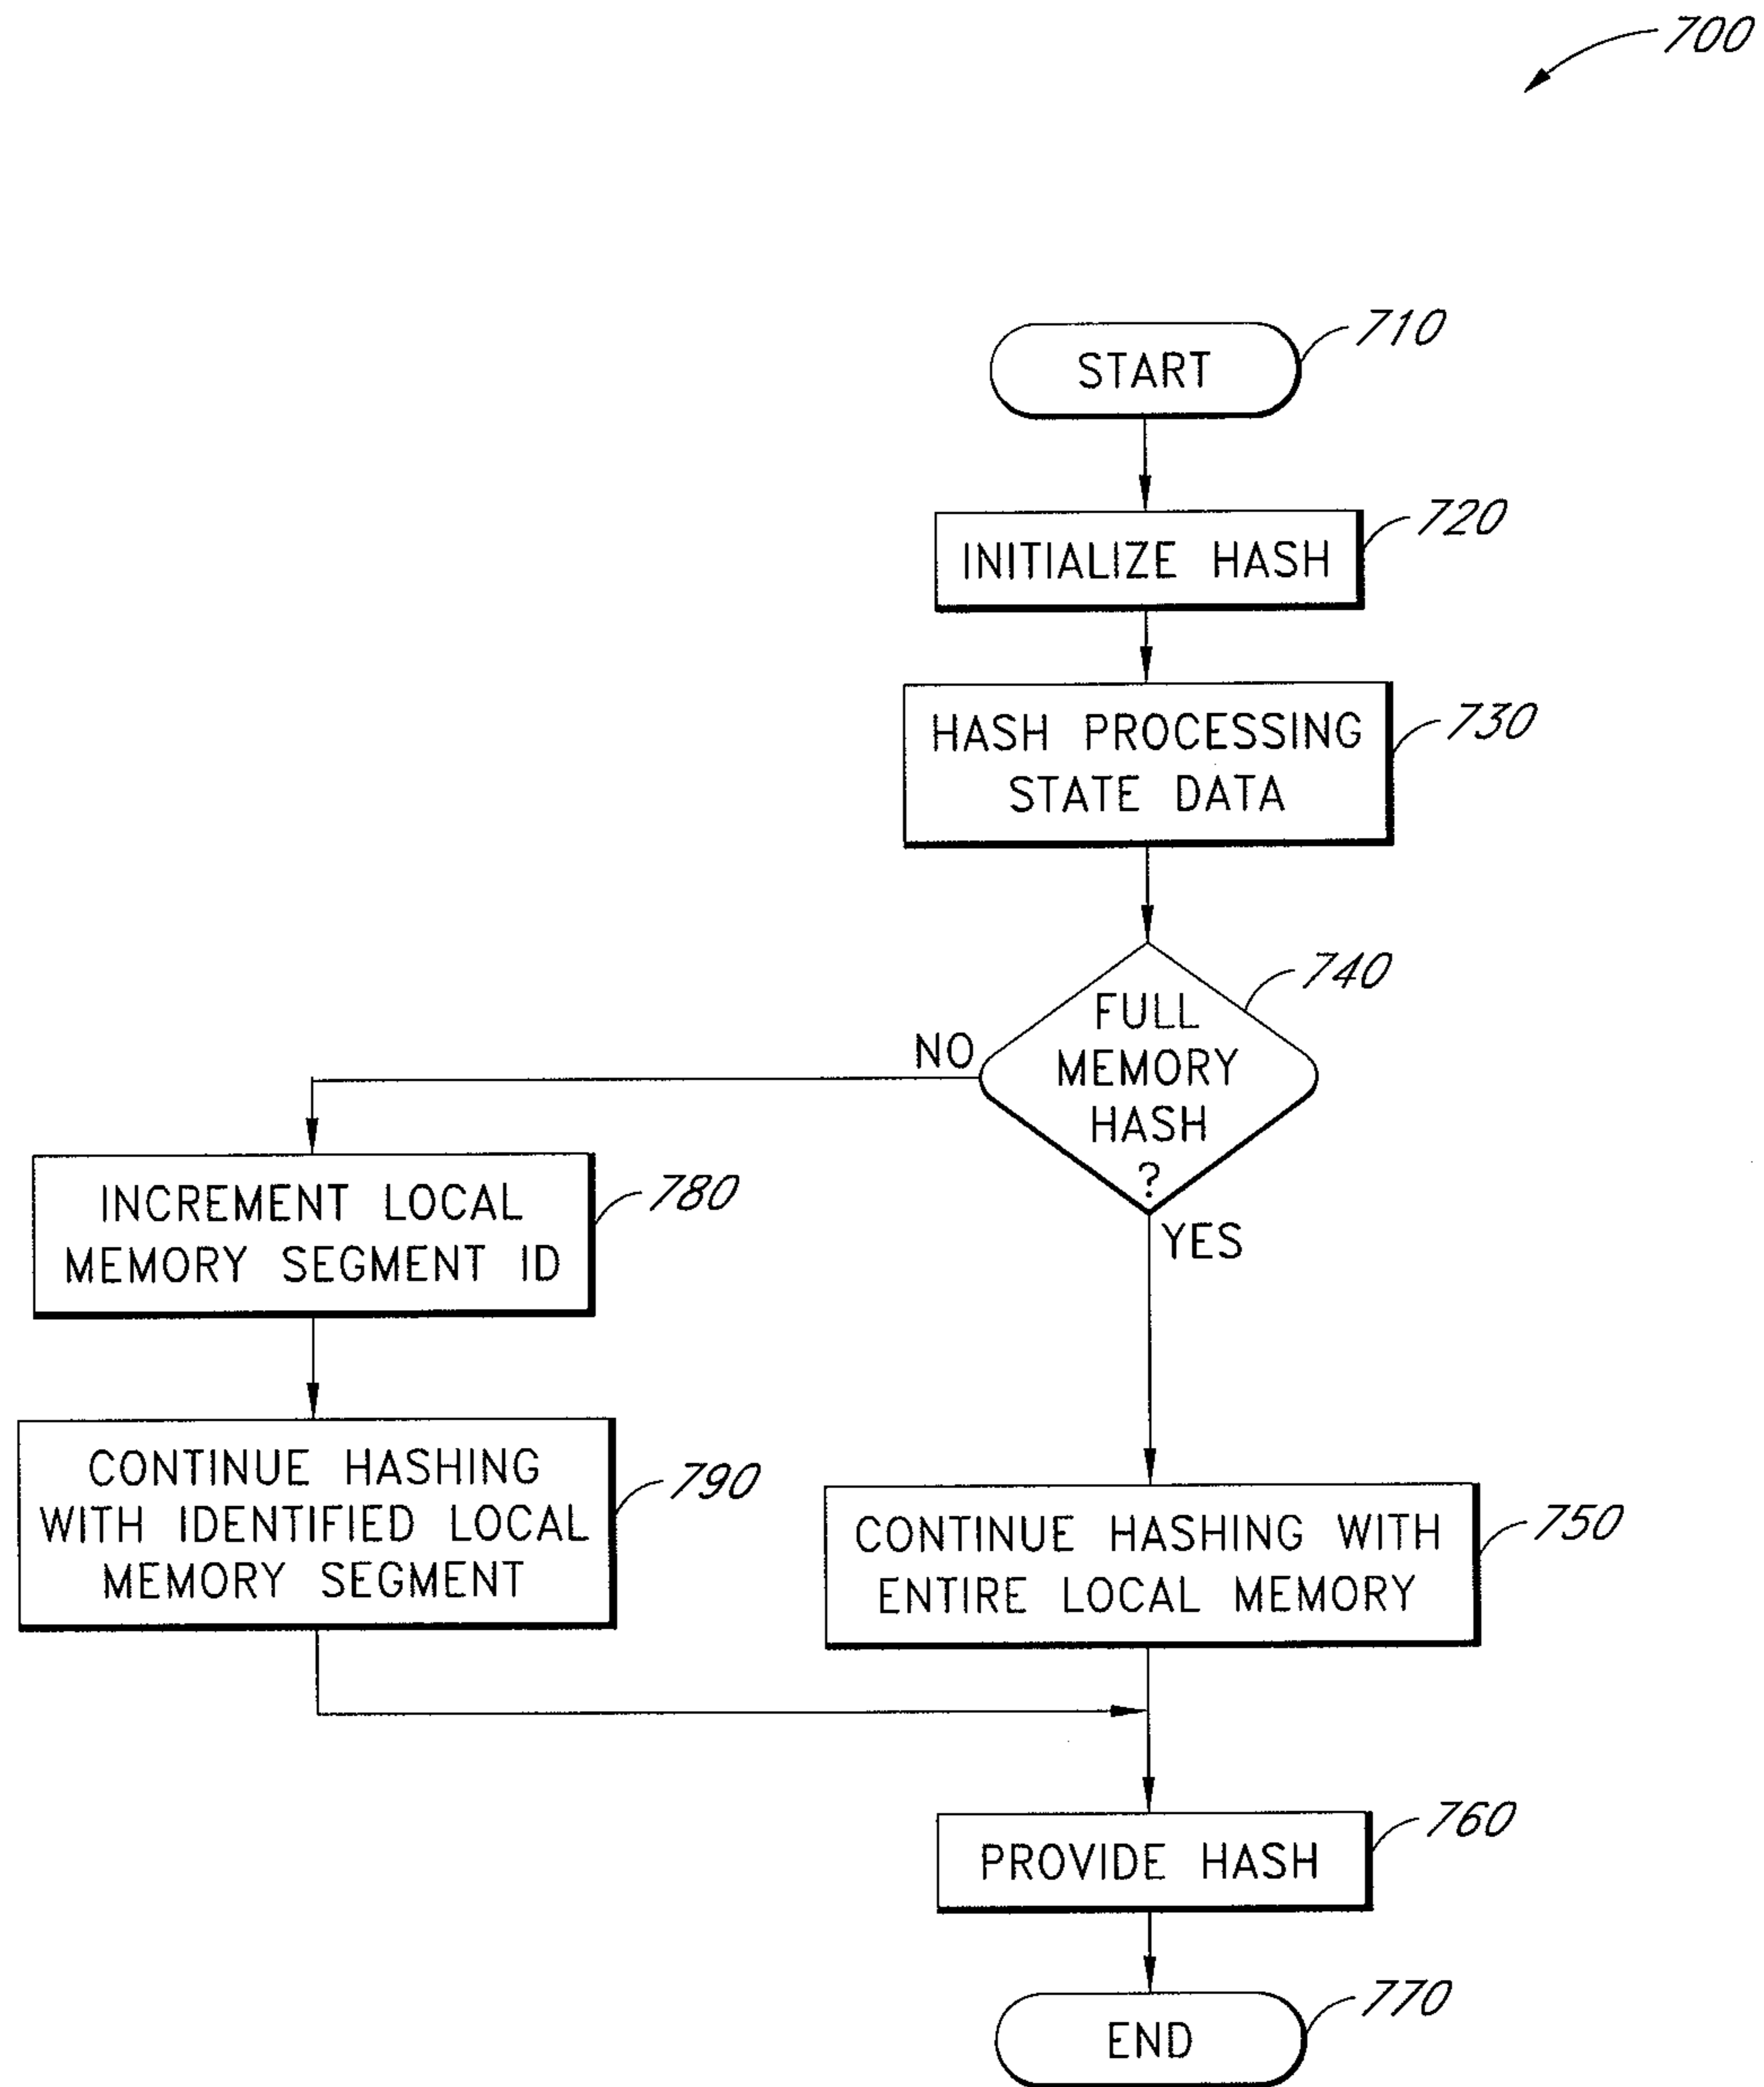 700
START
710
INITIALIZE HASH
720
HASH PROCESSING
STATE DATA
730
FULL
MEMORY
HASH
?
740
NO
YES
INCREMENT LOCAL
MEMORY SEGMENT ID
780
CONTINUE HASHING
WITH IDENTIFIED LOCAL
MEMORY SEGMENT
790
CONTINUE HASHING WITH
ENTIRE LOCAL MEMORY
750
PROVIDE HASH
760
END
770